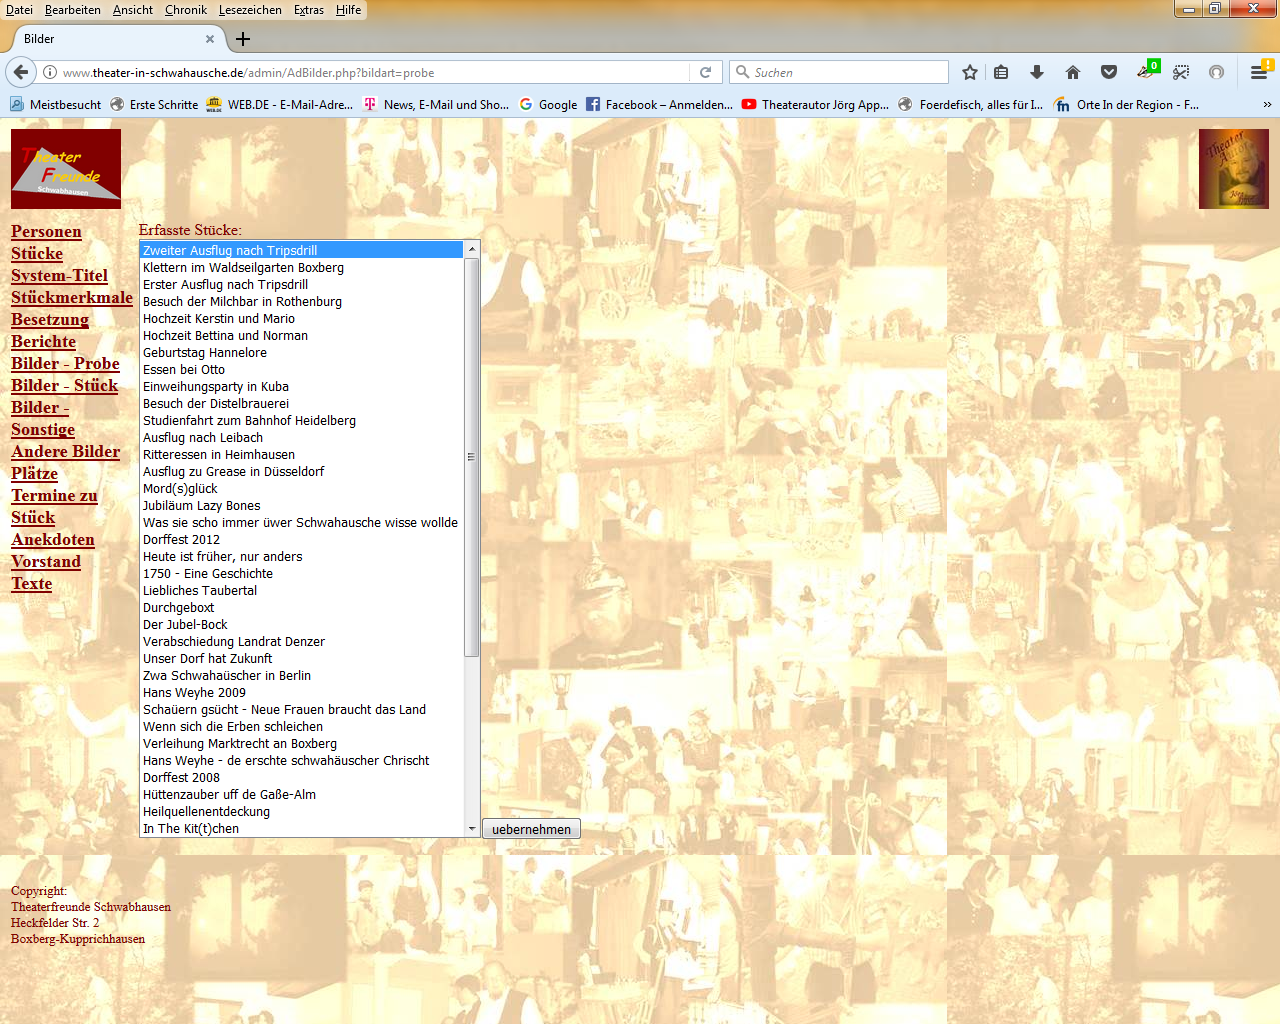 Datei Bearbeiten Ansicht Chronik Lesezeichen Extras Hilfe
Bilder
www.theater-in-schwahausche.de/admin/AdBilder.php?bildart=probe
Suchen
0
Meistbesucht Erste Schritte WEB.DE - E-Mail-Adre... News, E-Mail und Sho... Google Facebook – Anmelden... Theaterautor Jörg App... Foerdefisch, alles für I... Orte In der Region - F...
Theater
Freunde
Schwabhausen
Theater
Personen
Stücke
System-Titel
Stückmerkmale
Besetzung
Berichte
Bilder - Probe
Bilder - Stück
Bilder -
Sonstige
Andere Bilder
Plätze
Termine zu
Stück
Anekdoten
Vorstand
Texte
Erfasste Stücke:
Zweiter Ausflug nach Tripsdrill
Klettern im Waldseilgarten Boxberg
Erster Ausflug nach Tripsdrill
Besuch der Milchbar in Rothenburg
Hochzeit Kerstin und Mario
Hochzeit Bettina und Norman
Geburtstag Hannelore
Essen bei Otto
Einweihungsparty in Kuba
Besuch der Distelbrauerei
Studienfahrt zum Bahnhof Heidelberg
Ausflug nach Leibach
Ritteressen in Heimhausen
Ausflug zu Grease in Düsseldorf
Mord(s)glück
Jubiläum Lazy Bones
Was sie scho immer üwer Schwahausche wisse wollde
Dorffest 2012
Heute ist früher, nur anders
1750 - Eine Geschichte
Liebliches Taubertal
Durchgeboxt
Der Jubel-Bock
Verabschiedung Landrat Denzer
Unser Dorf hat Zukunft
Zwa Schwahaüscher in Berlin
Hans Weyhe 2009
Schaüern gsücht - Neue Frauen braucht das Land
Wenn sich die Erben schleichen
Verleihung Marktrecht an Boxberg
Hans Weyhe - de erschte schwahäuscher Chrischt
Dorffest 2008
Hüttenzauber uff de Gaße-Alm
Heilquellenentdeckung
In The Kit(t)chen
uebernehmen
Copyright:
Theaterfreunde Schwabhausen
Heckfelder Str. 2
Boxberg-Kupprichhausen